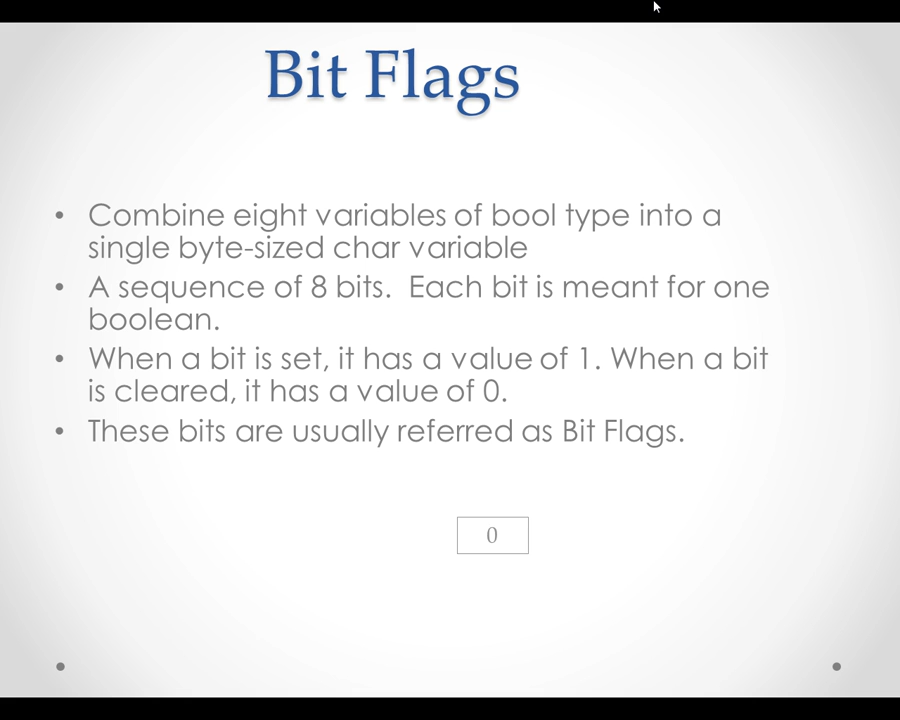 Bit Flags
• Combine eight variables of bool type into a
single byte-sized char variable
• A sequence of 8 bits.  Each bit is meant for one
boolean.
• When a bit is set, it has a value of 1. When a bit
is cleared, it has a value of 0.
• These bits are usually referred as Bit Flags.
0